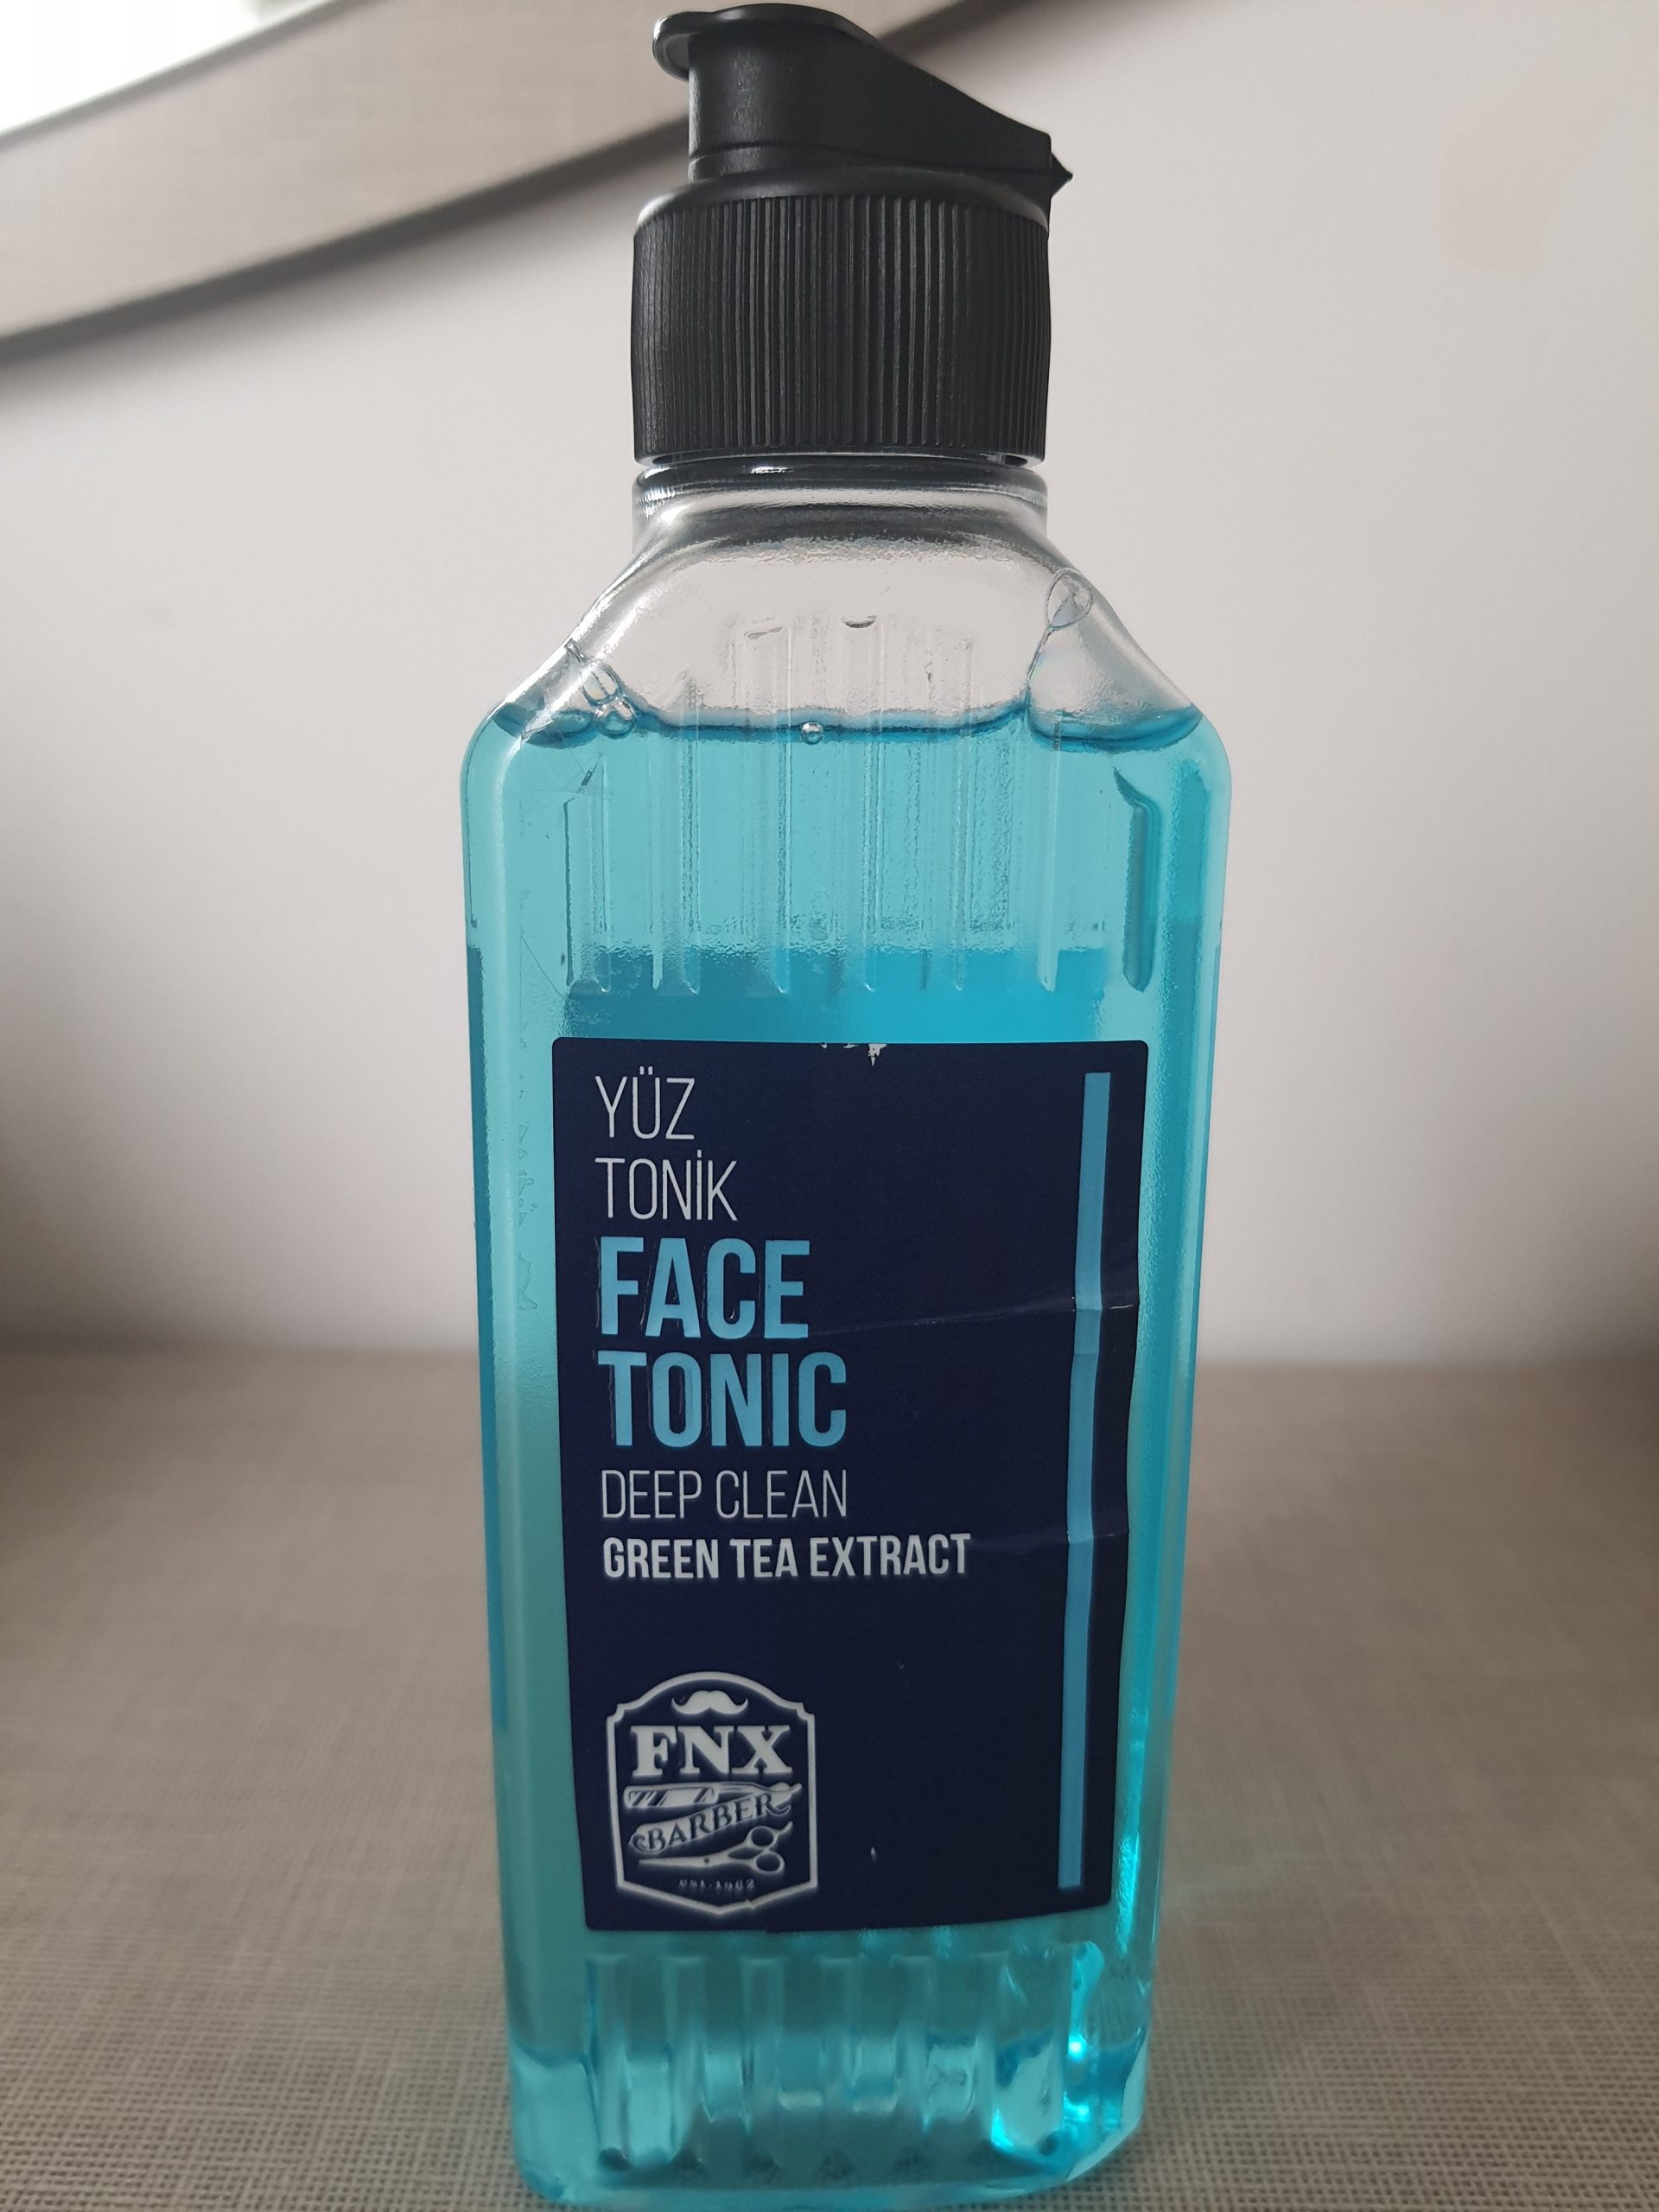 YÜZ
TONİK
FACE
TONIC
DEEP CLEAN
GREEN TEA EXTRACT
FNX
BARBER